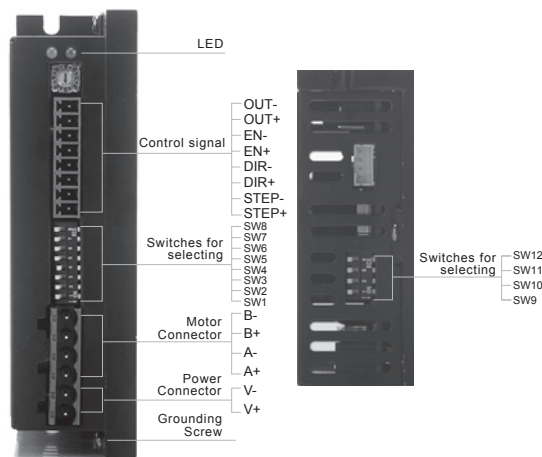 LED
Control signal
OUT-
OUT+
EN-
EN+
DIR-
DIR+
STEP-
STEP+
Switches for
selecting
SW8
SW7
SW6
SW5
SW4
SW3
SW2
SW1
Motor
Connector
B-
B+
A-
A+
Power
Connector
V-
V+
Grounding
Screw
Switches for
selecting
SW12
SW11
SW10
SW9